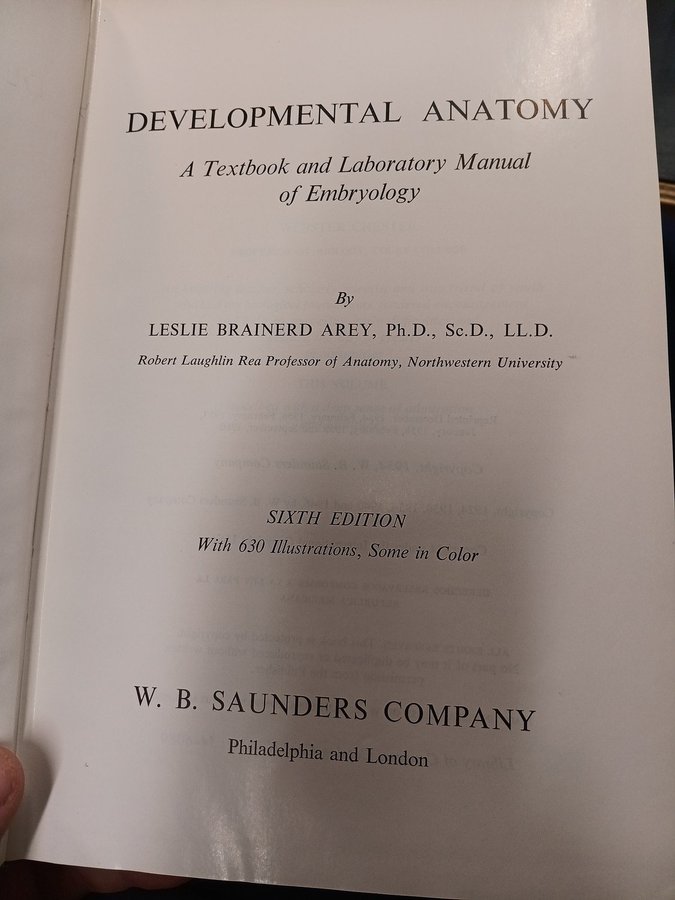 DEVELOPMENTAL ANATOMY
A Textbook and Laboratory Manual
of Embryology
By
LESLIE BRAINERD AREY, Ph.D., Sc.D., LL.D.
Robert Laughlin Rea Professor of Anatomy, Northwestern University
SIXTH EDITION
With 630 Illustrations, Some in Color
W. B. SAUNDERS COMPANY
Philadelphia and London